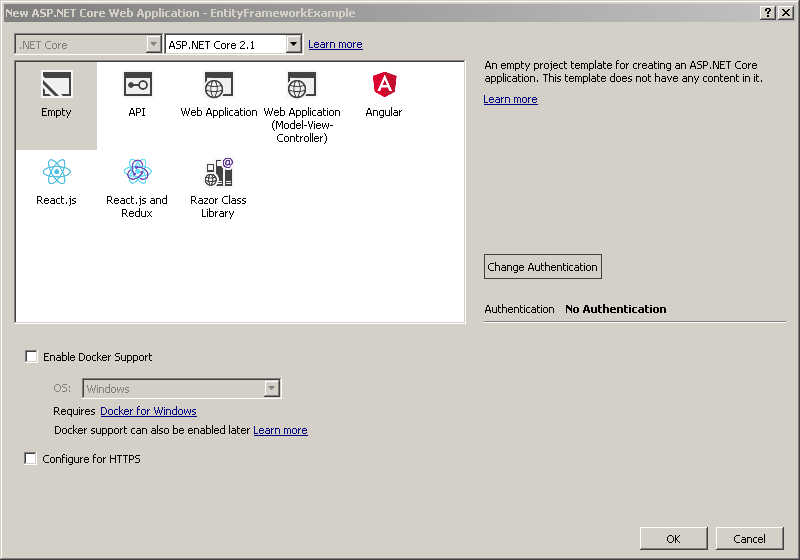 New ASP.NET Core Web Application - EntityFrameworkExample
.NET Core
ASP.NET Core 2.1
Learn more
Empty
API
Web Application
Web Application
(Model-View-
Controller)
Angular
React.js
React.js and
Redux
Razor Class
Library
An empty project template for creating an ASP.NET Core
application. This template does not have any content in it.
Learn more
Change Authentication
Authentication No Authentication
Enable Docker Support
OS: Windows
Requires Docker for Windows
Docker support can also be enabled later Learn more
Configure for HTTPS
OK
Cancel